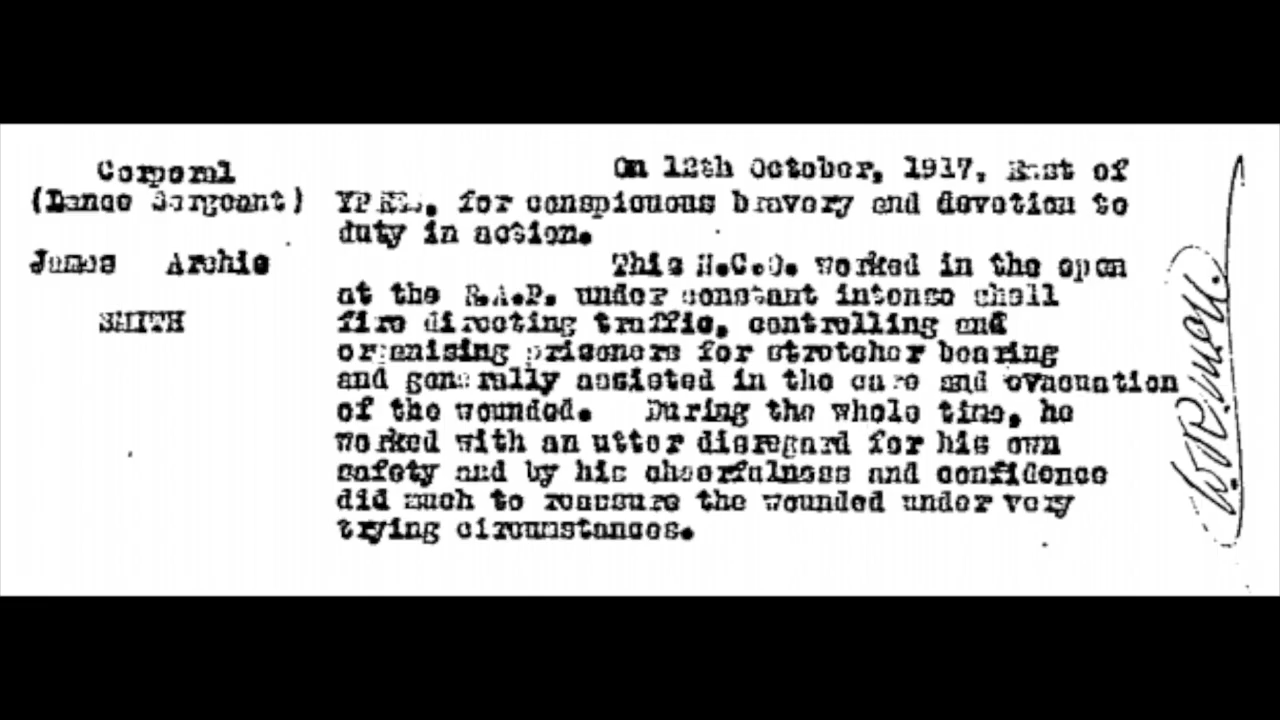 Corporal
(Lance Sergeant)
James Archie
SMITH
On 12th October, 1917, East of
YPRES, for conspicuous bravery and devotion to
duty in action.
This N.C.O. worked in the open
at the R.A.P. under constant intense shell
fire directing traffic, controlling and
organising prisoners for stretcher bearing
and generally assisted in the care and evacuation
of the wounded. During the whole time, he
worked with an utter disregard for his own
safety and by his cheerfulness and confidence
did much to reassure the wounded under very
trying circumstances.